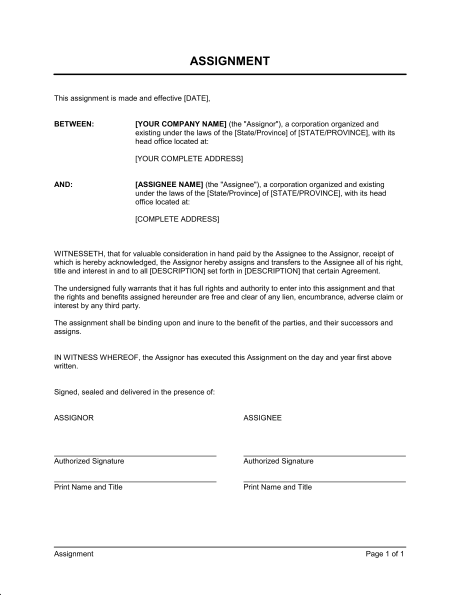 ASSIGNMENT
This assignment is made and effective [DATE],
BETWEEN: [YOUR COMPANY NAME] (the "Assignor"), a corporation organized and
existing under the laws of the [State/Province] of [STATE/PROVINCE], with its
head office located at:
[YOUR COMPLETE ADDRESS]
AND: [ASSIGNEE NAME] (the "Assignee"), a corporation organized and existing
under the laws of the [State/Province] of [STATE/PROVINCE], with its head
office located at:
[COMPLETE ADDRESS]
WITNESSETH, that for valuable consideration in hand paid by the Assignee to the Assignor, receipt of
which is hereby acknowledged, the Assignor hereby assigns and transfers to the Assignee all of his right,
title and interest in and to all [DESCRIPTION] set forth in [DESCRIPTION] that certain Agreement.
The undersigned fully warrants that it has full rights and authority to enter into this assignment and that
the rights and benefits assigned hereunder are free and clear of any lien, encumbrance, adverse claim or
interest by any third party.
The assignment shall be binding upon and inure to the benefit of the parties, and their successors and
assigns.
IN WITNESS WHEREOF, the Assignor has executed this Assignment on the day and year first above
written.
Signed, sealed and delivered in the presence of:
ASSIGNOR ASSIGNEE
Authorized Signature Authorized Signature
Print Name and Title Print Name and Title
Assignment Page 1 of 1